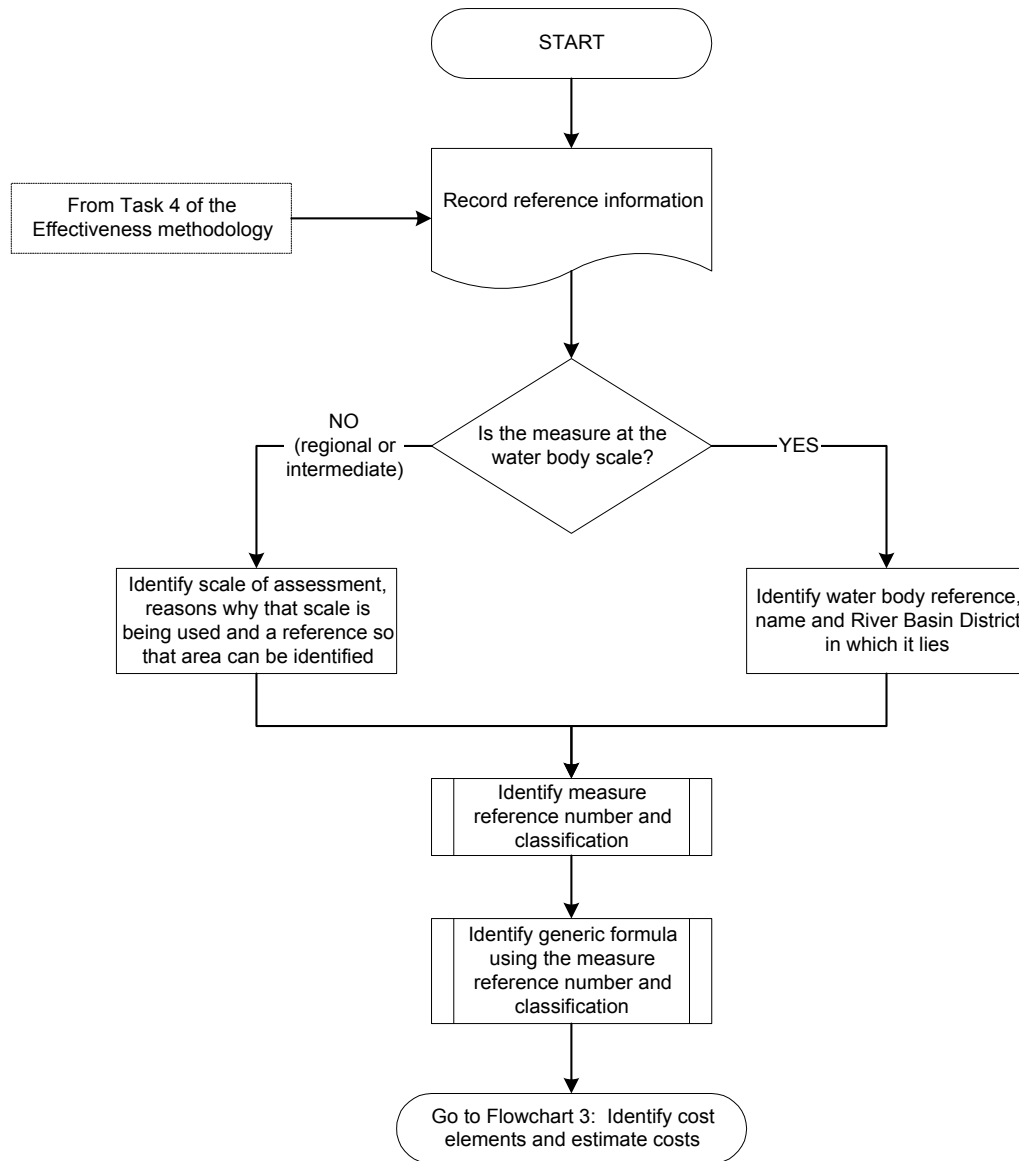 START
Record reference information
From Task 4 of the
Effectiveness methodology
Is the measure at the
water body scale?
NO
(regional or
intermediate)
YES
Identify scale of assessment,
reasons why that scale is
being used and a reference so
that area can be identified
Identify water body reference,
name and River Basin District
in which it lies
Identify measure
reference number and
classification
Identify generic formula
using the measure
reference number and
classification
Go to Flowchart 3:  Identify cost
elements and estimate costs